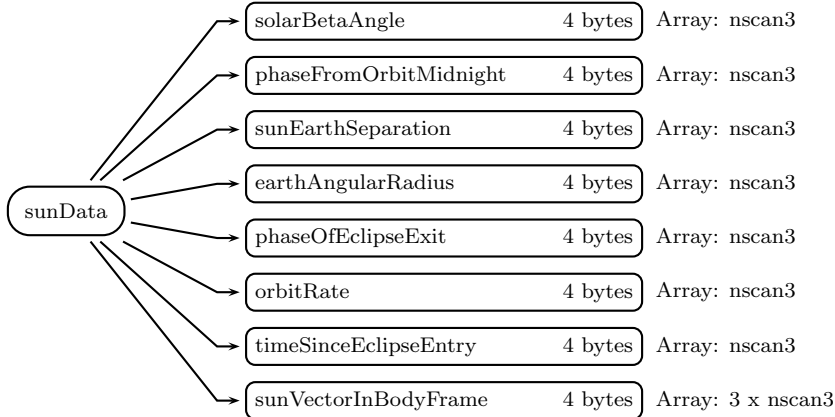 solarBetaAngle 4 bytes Array: nscan3
phaseFromOrbitMidnight 4 bytes Array: nscan3
sunEarthSeparation 4 bytes Array: nscan3
earthAngularRadius 4 bytes Array: nscan3
sunData
phaseOfEclipseExit 4 bytes Array: nscan3
orbitRate 4 bytes Array: nscan3
timeSinceEclipseEntry 4 bytes Array: nscan3
sunVectorInBodyFrame 4 bytes Array: 3 x nscan3